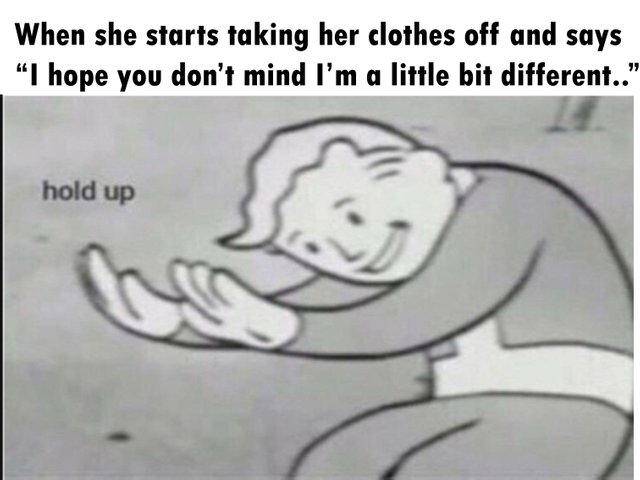 When she starts taking her clothes off and says
“I hope you don’t mind I’m a little bit different..”
hold up